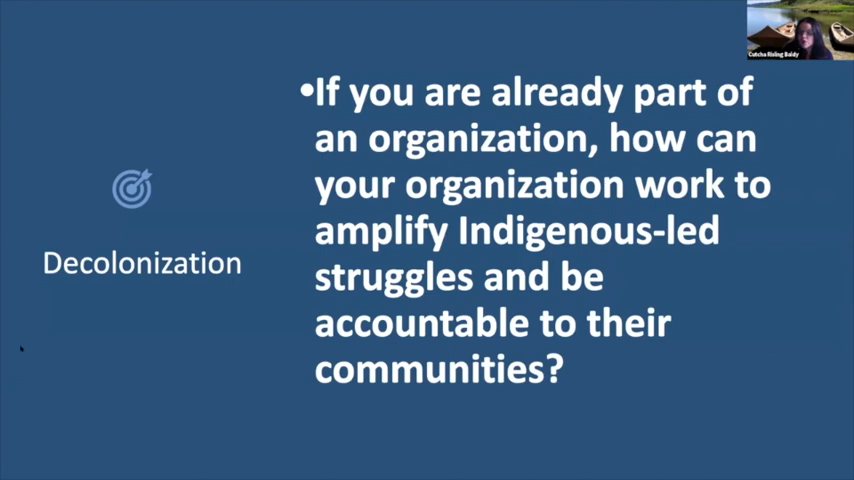 Cutcha Risling Baldy
•If you are already part of
an organization, how can
your organization work to
amplify Indigenous-led
struggles and be
accountable to their
communities?
Decolonization